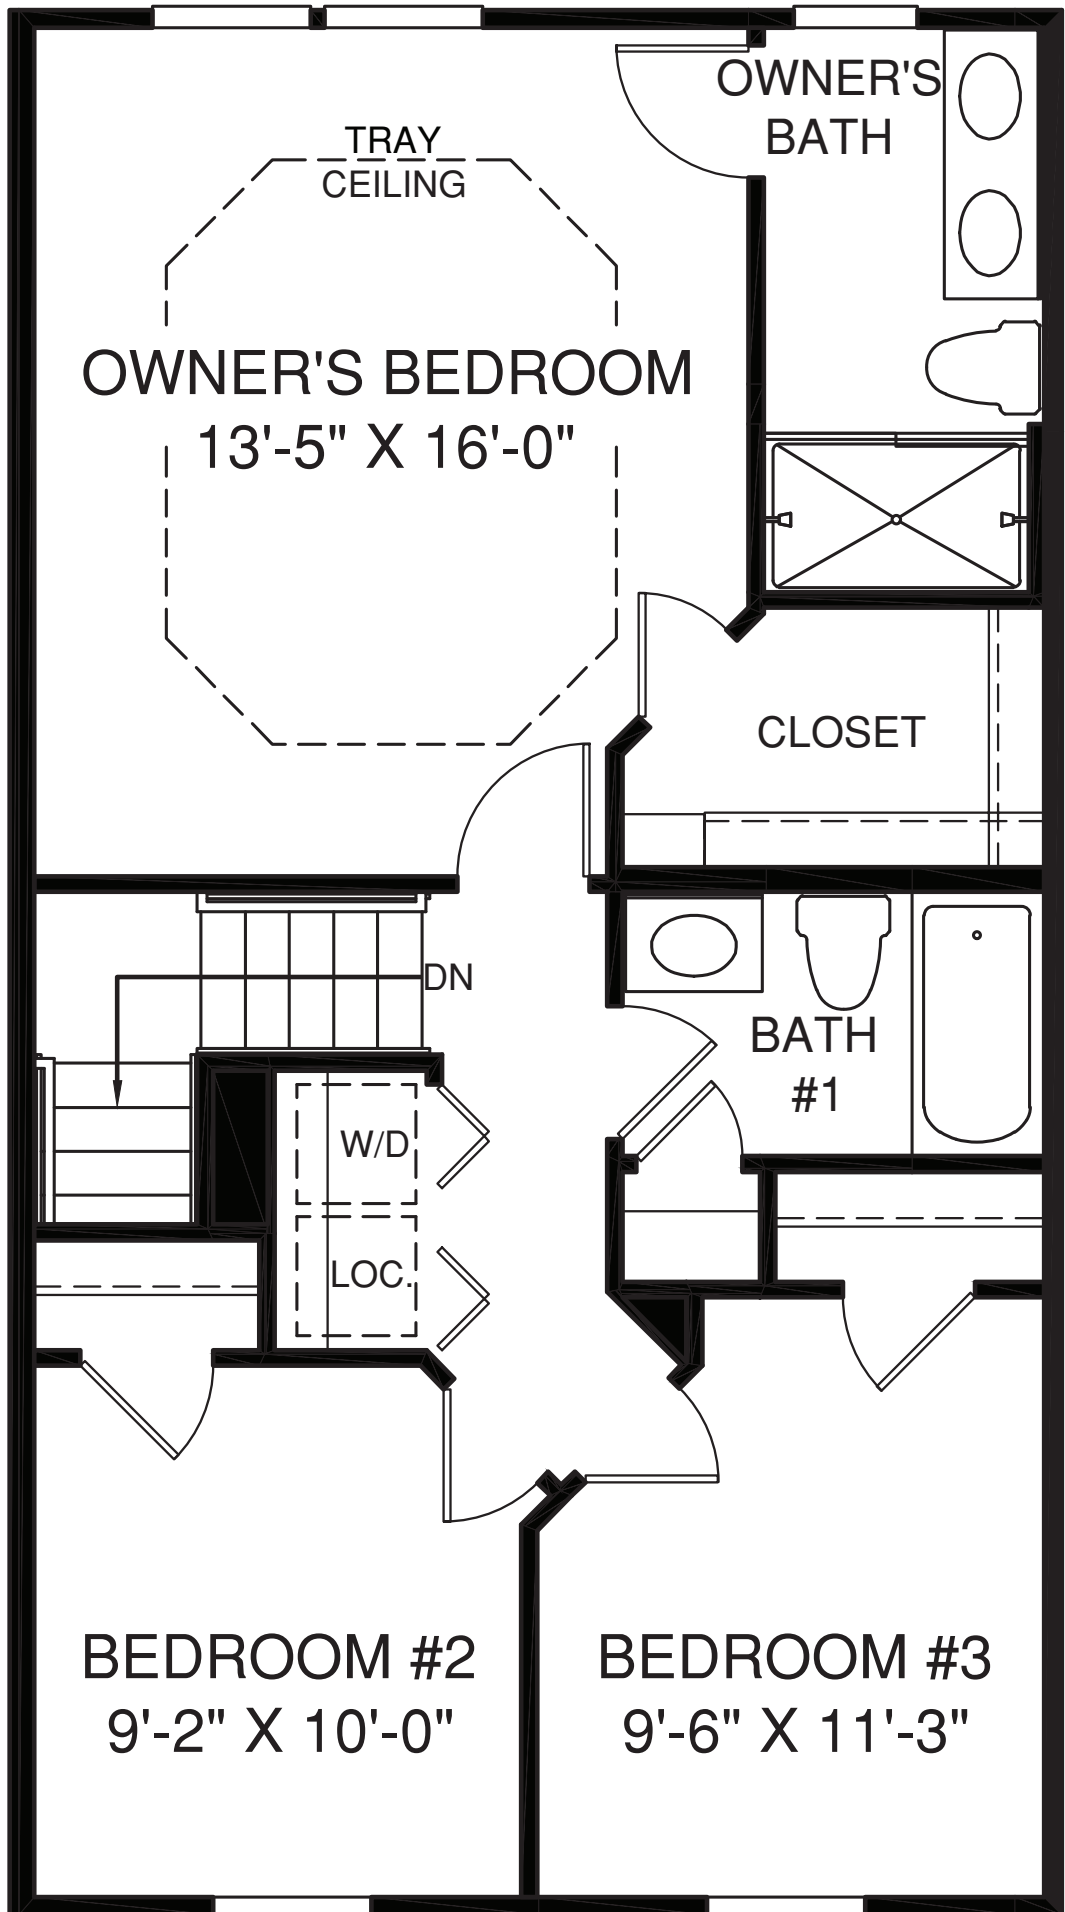 OWNER'S
BATH
TRAY
CEILING
OWNER'S BEDROOM
13'-5" X 16'-0"
CLOSET
DN
BATH
#1
W/D
LOC.
BEDROOM #2
9'-2" X 10'-0"
BEDROOM #3
9'-6" X 11'-3"